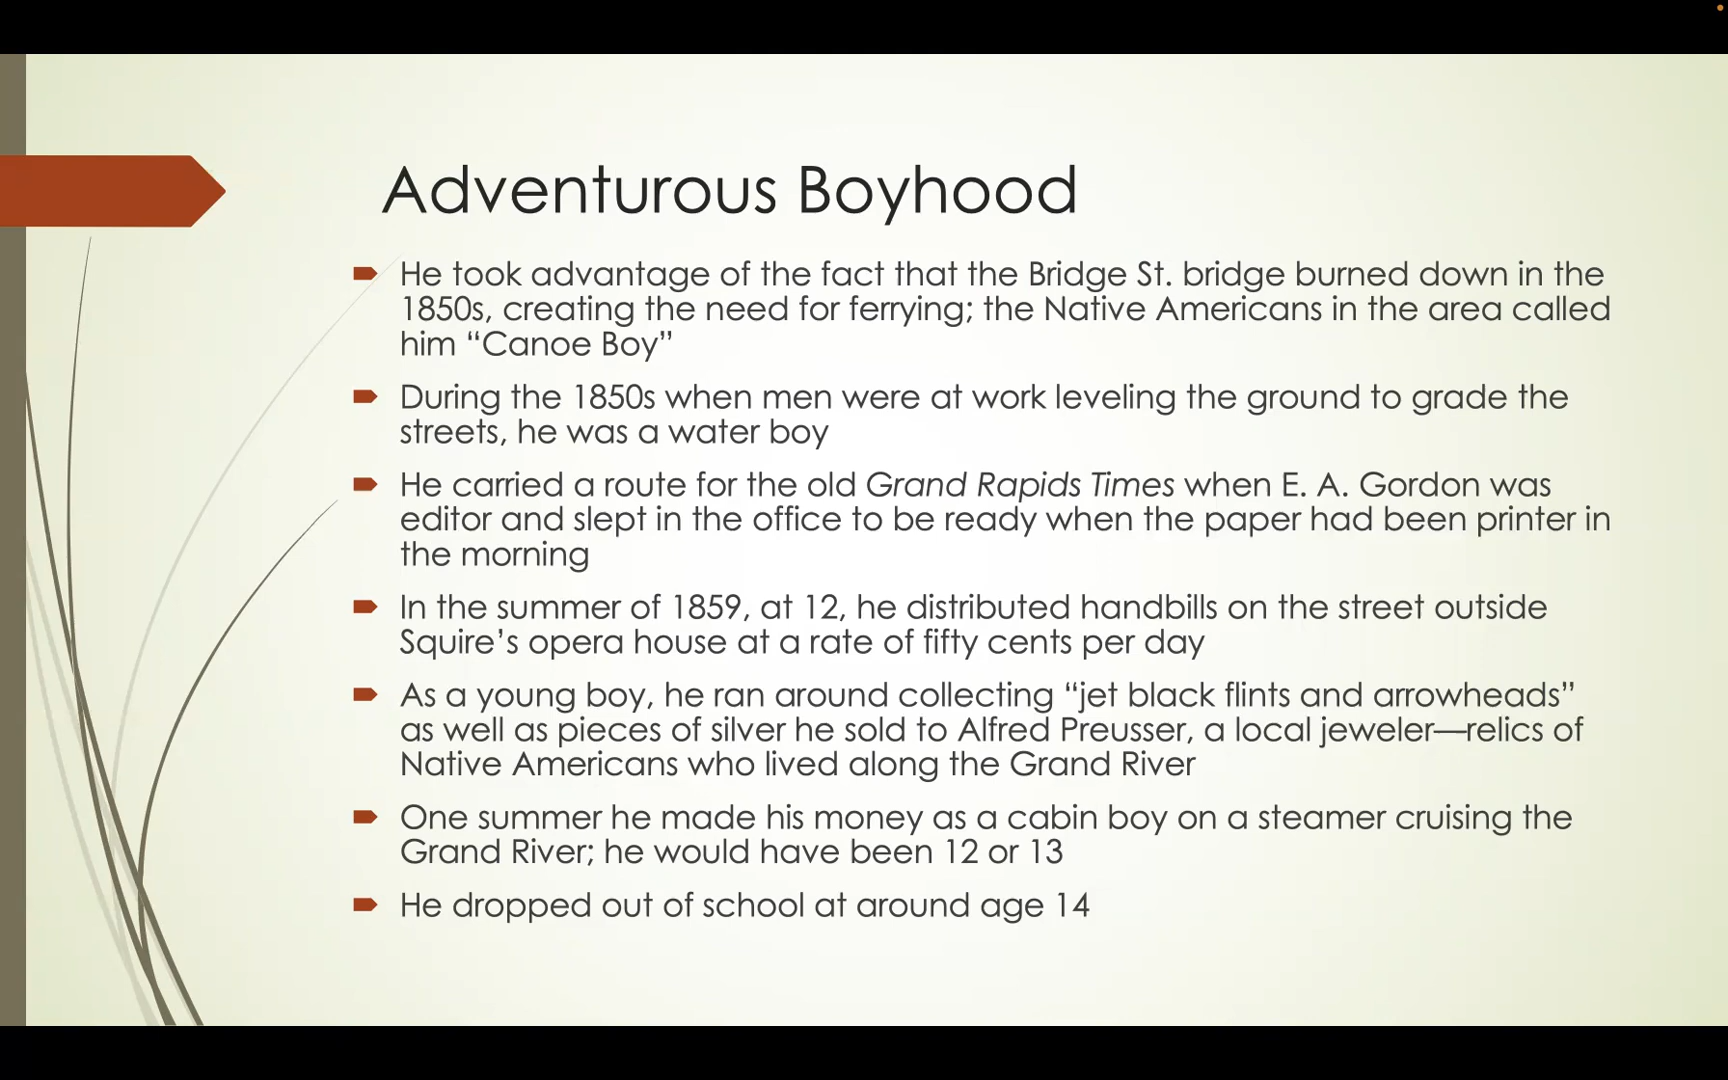 Adventurous Boyhood
He took advantage of the fact that the Bridge St. bridge burned down in the
1850s, creating the need for ferrying; the Native Americans in the area called
him “Canoe Boy”
During the 1850s when men were at work leveling the ground to grade the
streets, he was a water boy
He carried a route for the old Grand Rapids Times when E. A. Gordon was
editor and slept in the office to be ready when the paper had been printer in
the morning
In the summer of 1859, at 12, he distributed handbills on the street outside
Squire’s opera house at a rate of fifty cents per day
As a young boy, he ran around collecting “jet black flints and arrowheads”
as well as pieces of silver he sold to Alfred Preusser, a local jeweler—relics of
Native Americans who lived along the Grand River
One summer he made his money as a cabin boy on a steamer cruising the
Grand River; he would have been 12 or 13
He dropped out of school at around age 14